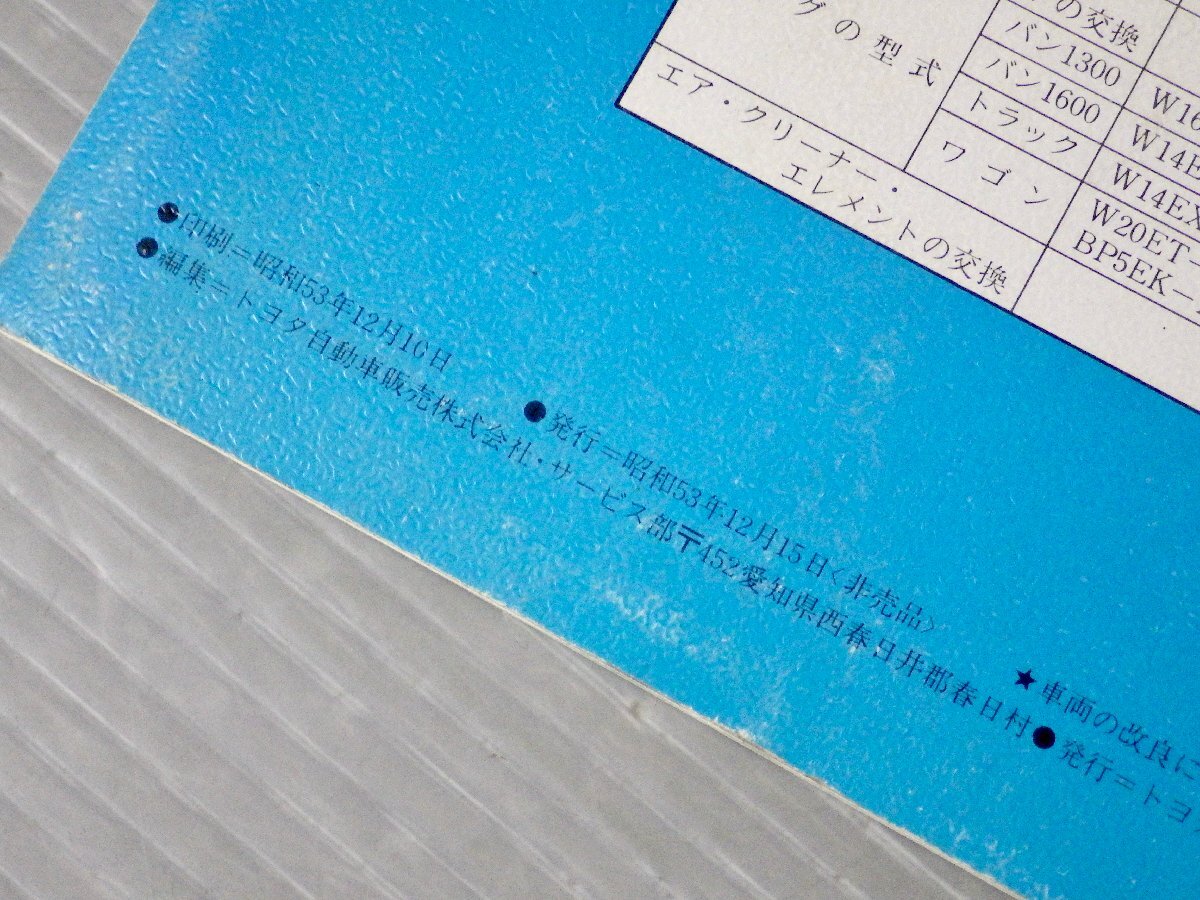 の交換
グの型式
バン1300
バン1600
トラック
ワゴン
W16
W14E
W14EX
W20ET-
BP5EK-
エア・クリーナー・
エレメントの交換
●印刷＝昭和53年12月10日 ●発行＝昭和53年12月15日〈非売品〉 ★車両の改良に
●編集＝トヨタ自動車販売株式会社・サービス部〒452愛知県西春日井郡春日村●発行＝トヨ